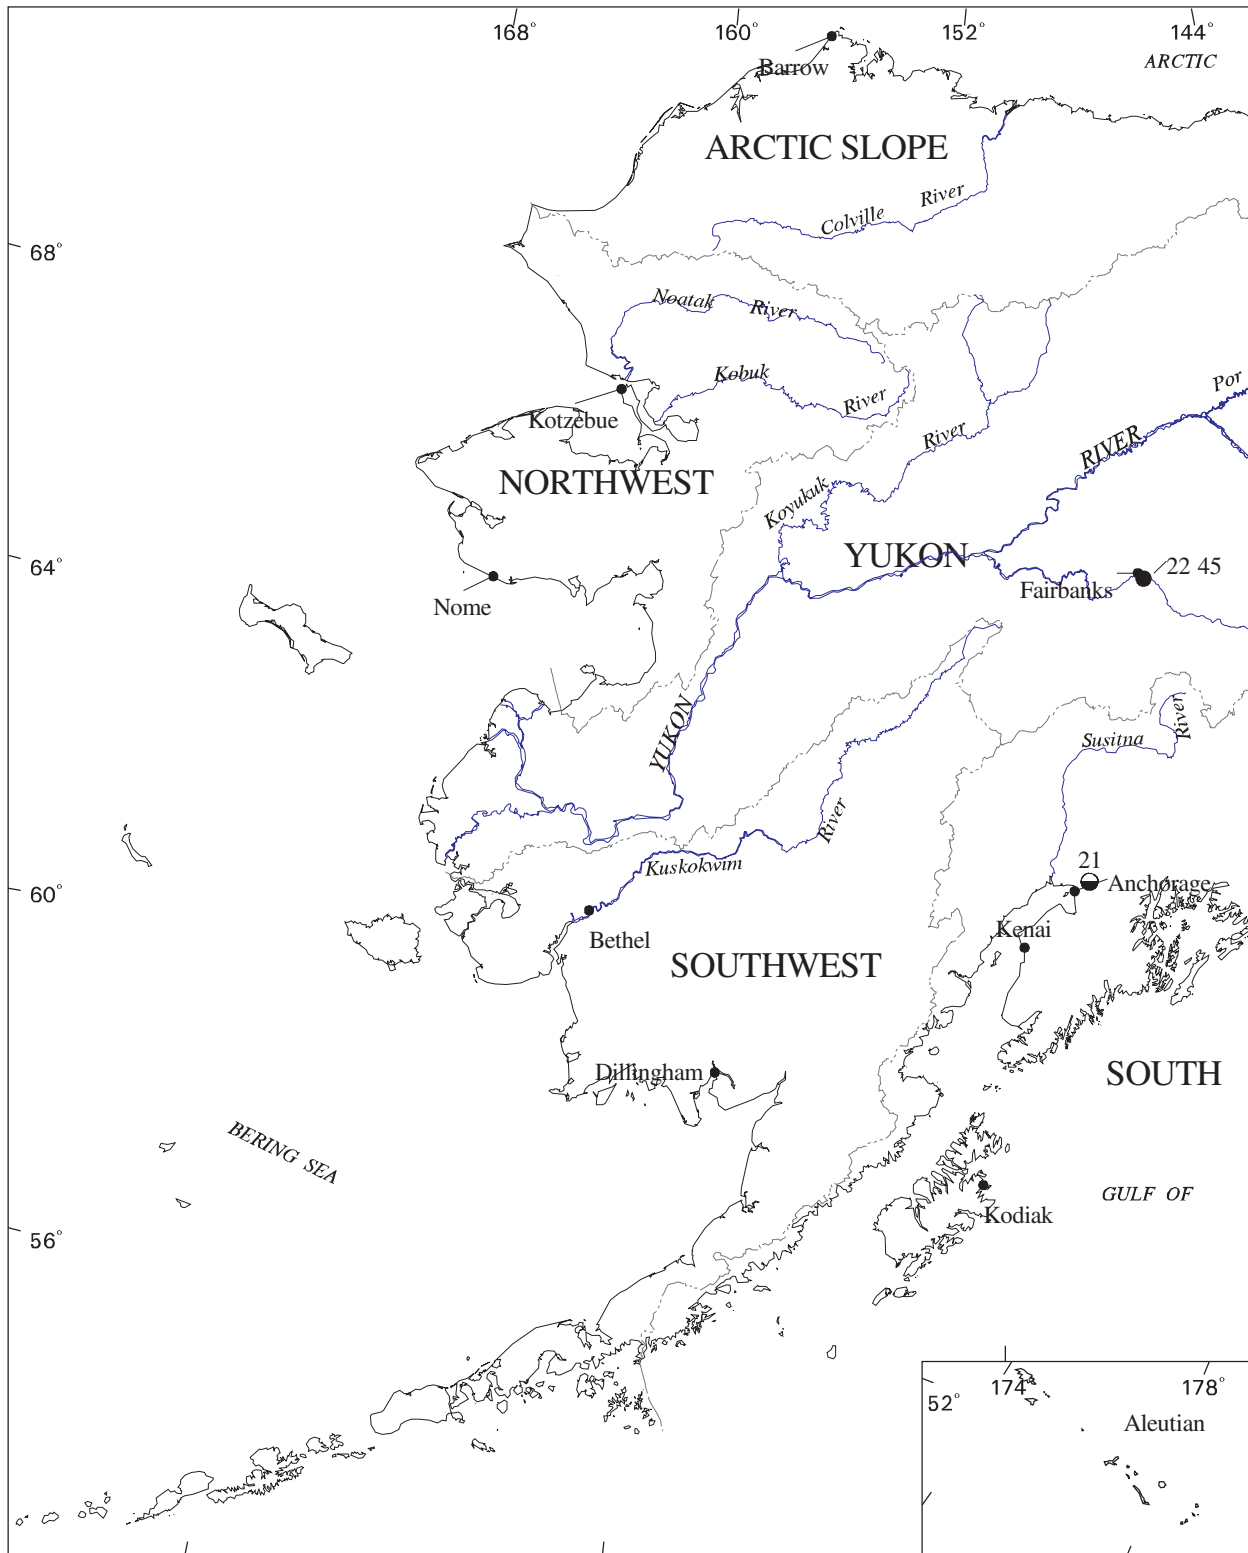 168° 160° 152° 144°
ARCTIC
Barrow
ARCTIC SLOPE
River
Colville
68°
Noatak River
Kobuk
River
Por
Kotzebue
River
RIVER
NORTHWEST
Koyukuk
YUKON
64°
22 45
Fairbanks
Nome
YUKON
River
Susitna
River
21
Kuskokwim
60°
Anchorage
Kenai
Bethel
SOUTHWEST
Dillingham
SOUTH
BERING SEA
GULF OF
Kodiak
56°
174° 178°
52°
Aleutian